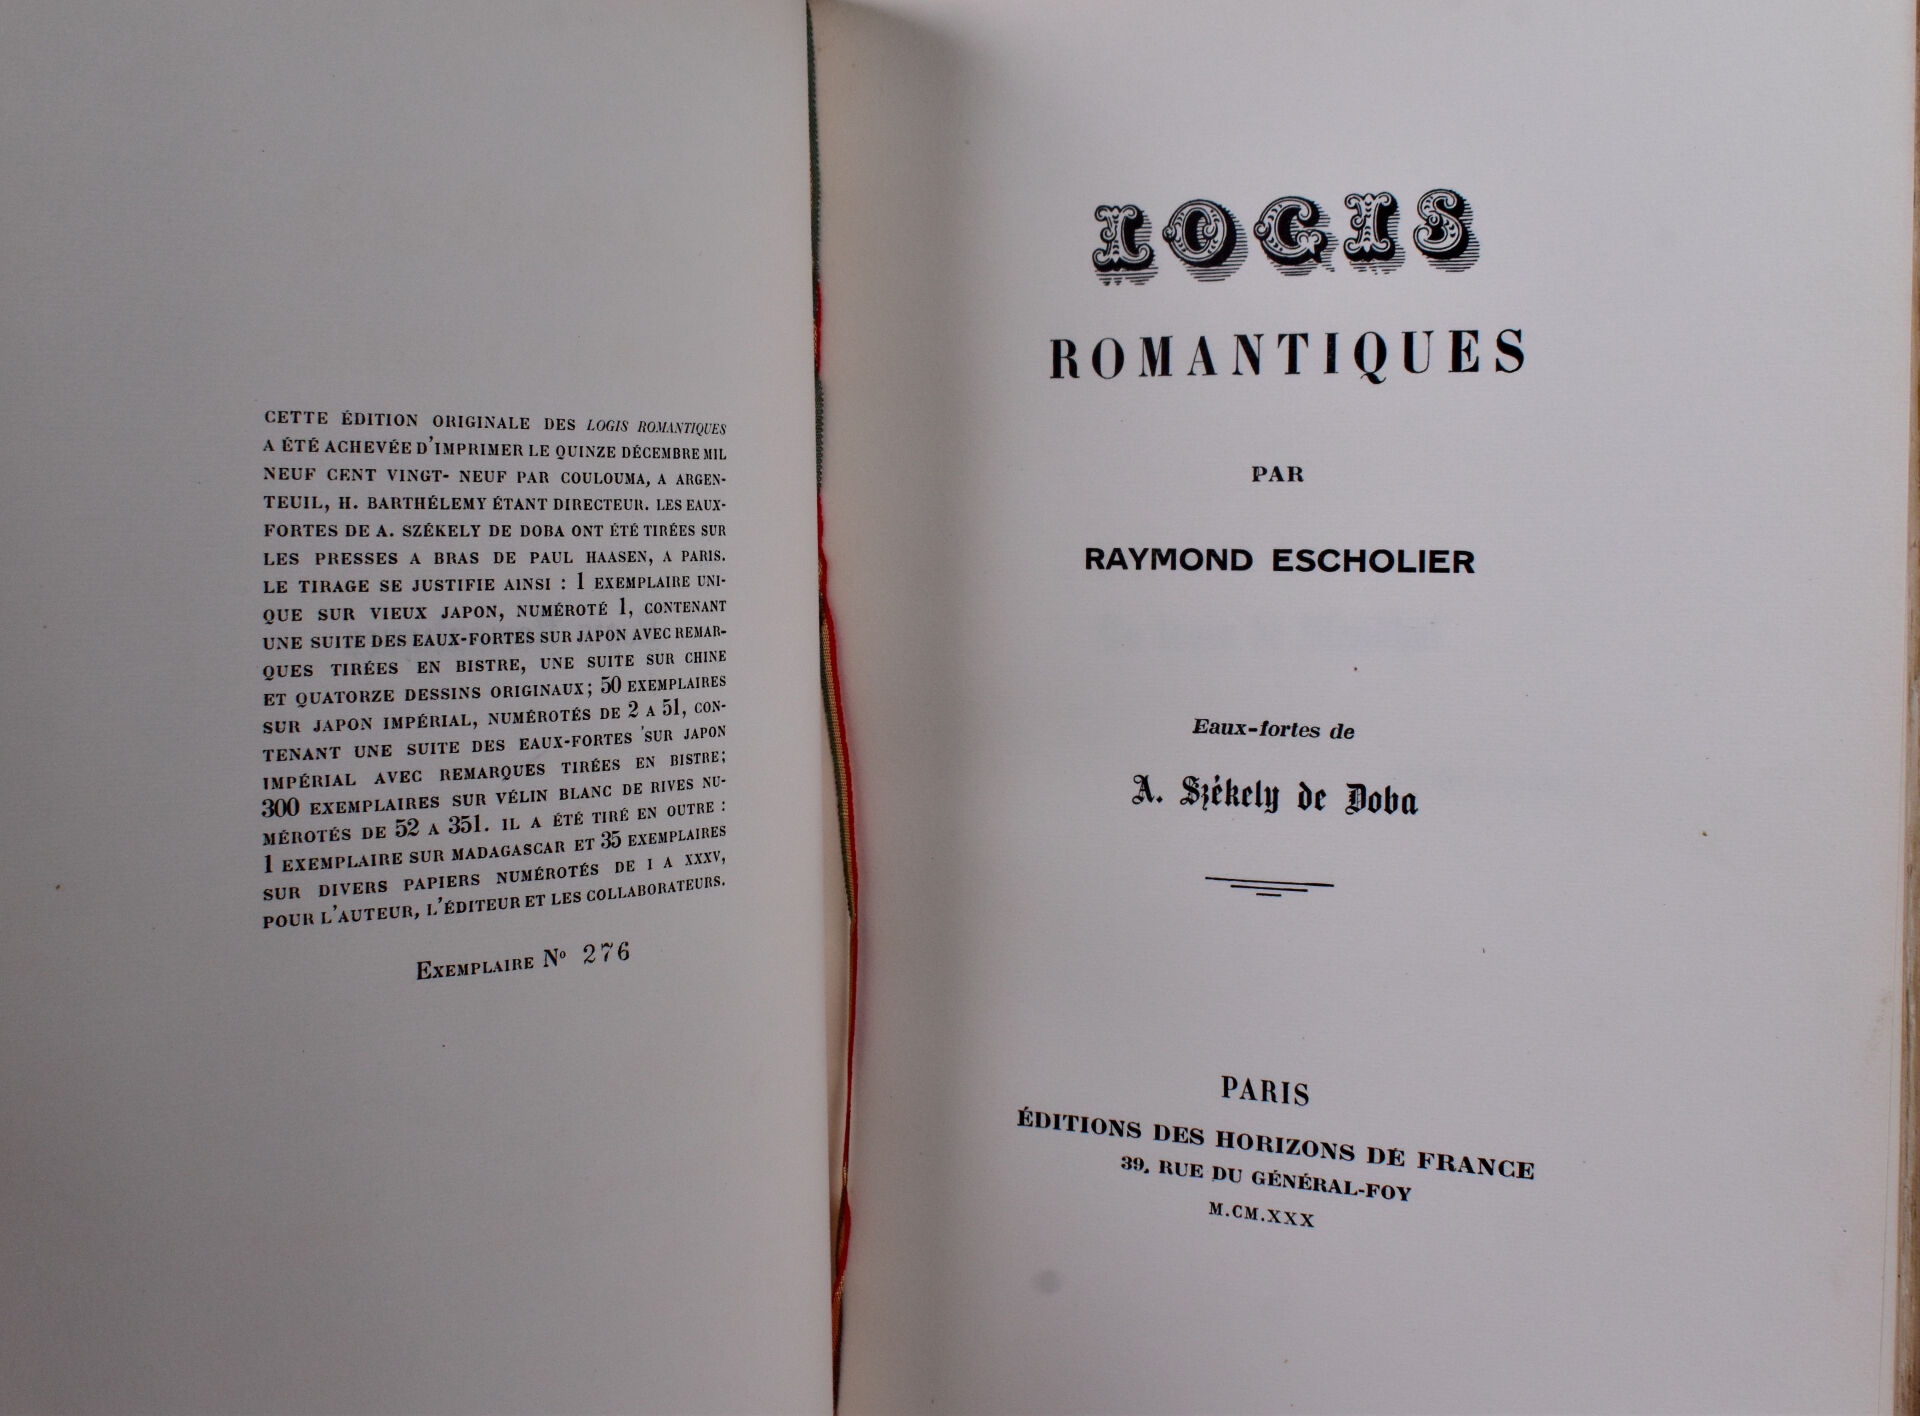 CETTE ÉDITION ORIGINALE DES LOGIS ROMANTIQUES
A ÉTÉ ACHEVÉE D'IMPRIMER LE QUINZE DÉCEMBRE MIL
NEUF CENT VINGT- NEUF PAR COULOUMA, A ARGEN-
TEUIL, H. BARTHÉLEMY ÉTANT DIRECTEUR. LES EAUX-
FORTES DE A. SZÉKELY DE DOBA ONT ÉTÉ TIRÉES SUR
LES PRESSES A BRAS DE PAUL HAASEN, A PARIS.
LE TIRAGE SE JUSTIFIE AINSI : 1 EXEMPLAIRE UNI-
QUE SUR VIEUX JAPON, NUMÉROTÉ 1, CONTENANT
UNE SUITE DES EAUX-FORTES SUR JAPON AVEC REMAR-
QUES TIRÉES EN BISTRE, UNE SUITE SUR CHINE
ET QUATORZE DESSINS ORIGINAUX; 50 EXEMPLAIRES
SUR JAPON IMPÉRIAL, NUMÉROTÉS DE 2 A 51, CON-
TENANT UNE SUITE DES EAUX-FORTES SUR JAPON
IMPÉRIAL AVEC REMARQUES TIRÉES EN BISTRE;
300 EXEMPLAIRES SUR VÉLIN BLANC DE RIVES NU-
MÉROTÉS DE 52 A 351. IL A ÉTÉ TIRÉ EN OUTRE :
1 EXEMPLAIRE SUR MADAGASCAR ET 35 EXEMPLAIRES
SUR DIVERS PAPIERS NUMÉROTÉS DE I A XXXV,
POUR L'AUTEUR, L'ÉDITEUR ET LES COLLABORATEURS.
EXEMPLAIRE Nº 276
LOGIS
ROMANTIQUES
PAR
RAYMOND ESCHOLIER
Eaux-fortes de
A. Székely de Doba
PARIS
ÉDITIONS DES HORIZONS DE FRANCE
39, RUE DU GÉNÉRAL-FOY
M.CM.XXX